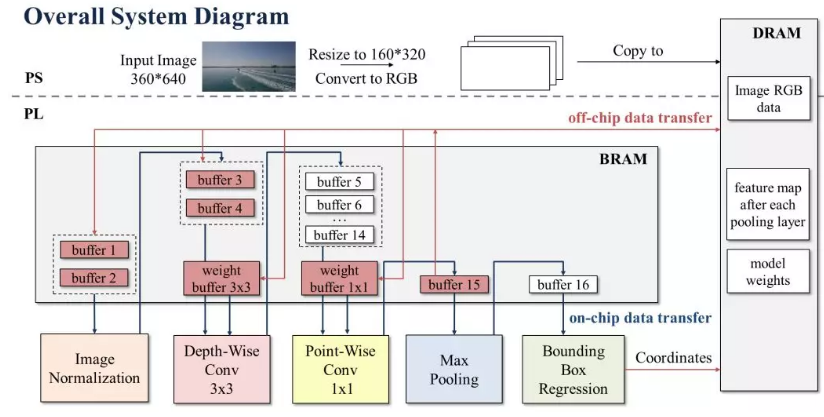 Overall System Diagram
DRAM
Input Image
360*640
Resize to 160*320
Convert to RGB
Copy to
PS
Image RGB
data
PL
off-chip data transfer
BRAM
buffer 3
buffer 4
buffer 5
buffer 6
...
buffer 14
feature map
after each
pooling layer
buffer 1
buffer 2
weight
buffer 3x3
weight
buffer 1x1
buffer 15
buffer 16
model
weights
on-chip data transfer
Image
Normalization
Depth-Wise
Conv
3x3
Point-Wise
Conv
1x1
Max
Pooling
Bounding
Box
Regression
Coordinates